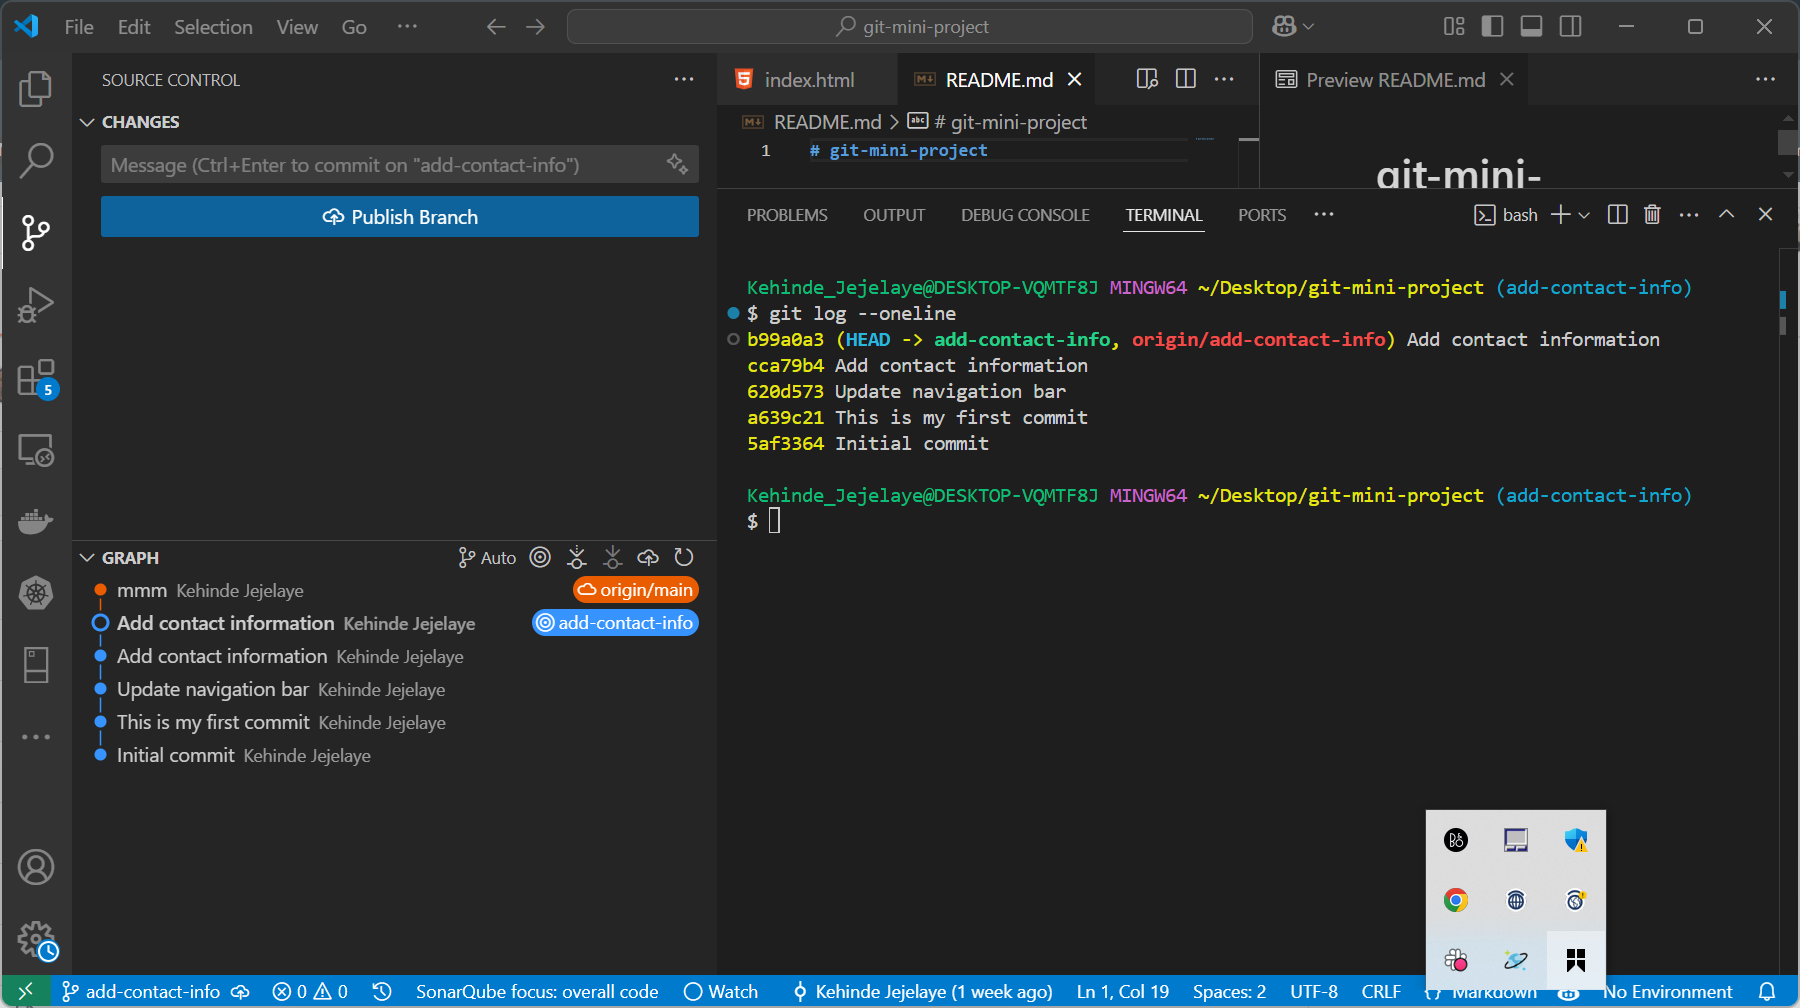 File Edit Selection View Go ···
git-mini-project
SOURCE CONTROL
CHANGES
Message (Ctrl+Enter to commit on "add-contact-info")
Publish Branch
5
GRAPH
Auto
mmm Kehinde Jejelaye origin/main
Add contact information Kehinde Jejelaye add-contact-info
Add contact information Kehinde Jejelaye
Update navigation bar Kehinde Jejelaye
This is my first commit Kehinde Jejelaye
Initial commit Kehinde Jejelaye
index.html
README.md
Preview README.md
README.md > # git-mini-project
1 # git-mini-project
git-mini-
PROBLEMS OUTPUT DEBUG CONSOLE TERMINAL PORTS ···
bash
Kehinde_Jejelaye@DESKTOP-VQMTF8J MINGW64 ~/Desktop/git-mini-project (add-contact-info)
$ git log --oneline
b99a0a3 (HEAD -> add-contact-info, origin/add-contact-info) Add contact information
cca79b4 Add contact information
620d573 Update navigation bar
a639c21 This is my first commit
5af3364 Initial commit
Kehinde_Jejelaye@DESKTOP-VQMTF8J MINGW64 ~/Desktop/git-mini-project (add-contact-info)
$
add-contact-info 0 0 SonarQube focus: overall code Watch Kehinde Jejelaye (1 week ago) Ln 1, Col 19 Spaces: 2 UTF-8 CRLF {} Markdown No Environment